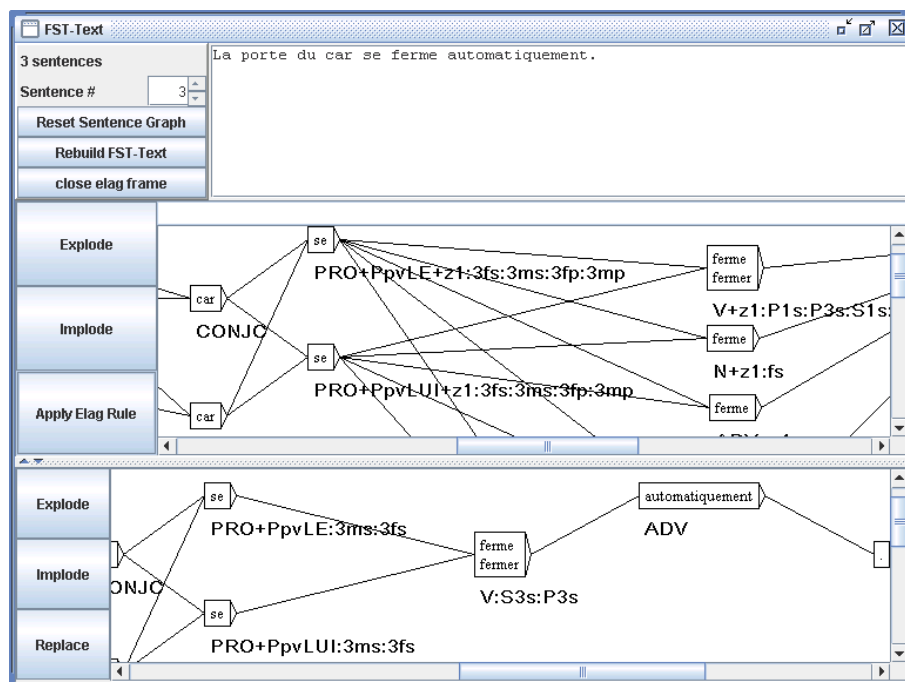 FST-Text
3 sentences
La porte du car se ferme automatiquement.
Sentence #
3
Reset Sentence Graph
Rebuild FST-Text
close elag frame
Explode
Implode
Apply Elag Rule
se
PRO+PpvLE+z1:3fs:3ms:3fp:3mp
ferme
fermer
V+z1:P1s:P3s:S1s:
car
CONJC
ferme
N+z1:fs
se
PRO+PpvLUI+z1:3fs:3ms:3fp:3mp
car
ferme
Explode
Implode
Replace
se
PRO+PpvLE:3ms:3fs
automatiquement
ADV
ferme
fermer
V:S3s:P3s
ONJC
.
se
PRO+PpvLUI:3ms:3fs